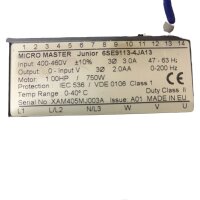 1 2 3 4 5 6 7 8 9 10 11 12 13 14
MICRO MASTER Junior 6SE9113-4JA13
Input: 400-460V ±10% 3Ø 3.0A 47 - 63 Hz
Output: 0 - Input V 3Ø 2.0AA 0-200 Hz
Motor: 1.00HP / 750W
Protection IEC 536 / VDE 0106 Class 1
Temp Range 0-40° C Duty Class II
Serial No: XAM405MJ003A Issue: A01 MADE IN EU
L/L1 L/L2 N/L3 W V U